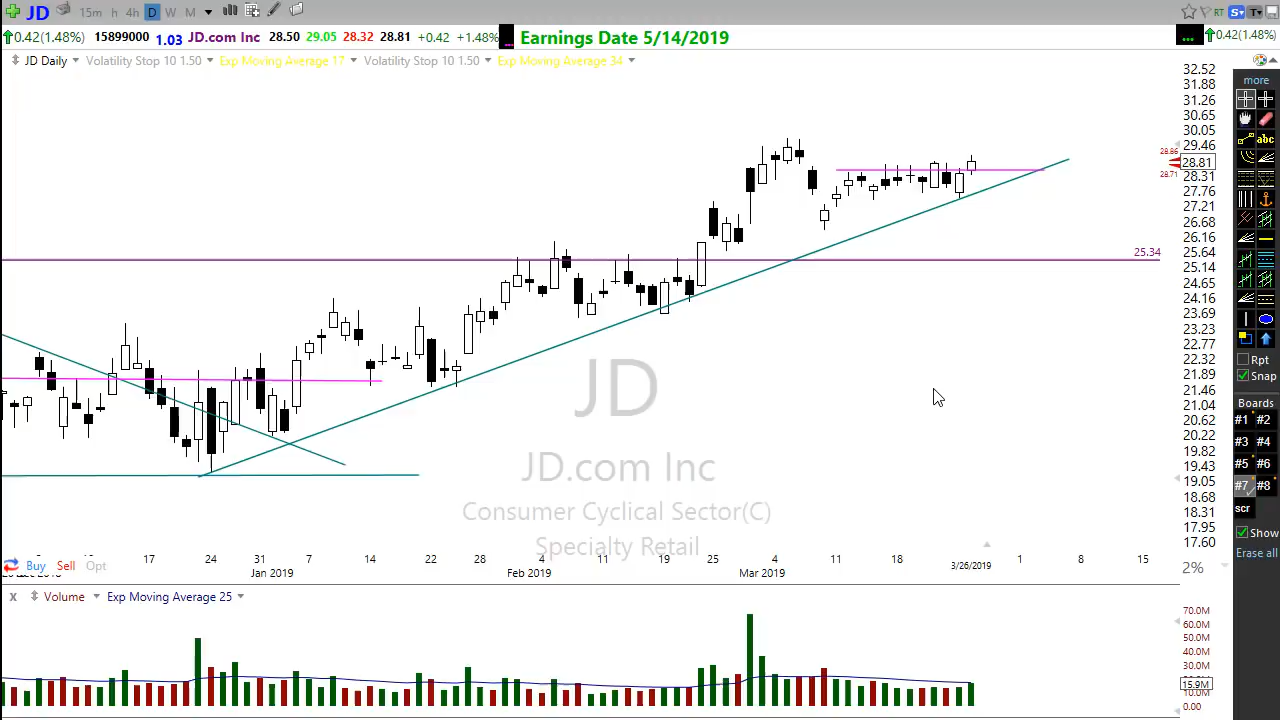 JD 15m h 4h D W M RT S T
0.42(1.48%) 15899000 1.03 JD.com Inc 28.50 29.05 28.32 28.81 +0.42 +1.48% ... Earnings Date 5/14/2019 ... 0.42(1.48%)
JD Daily Volatility Stop 10 1.50 Exp Moving Average 17 Volatility Stop 10 1.50 Exp Moving Average 34
32.52
31.88
31.26
30.65
30.05
29.46
28.86
28.81
28.71
28.31
27.76
27.21
26.68
26.16
25.34
25.64
25.14
24.65
24.16
23.69
23.23
22.77
22.32
21.89
21.46
21.04
20.62
20.22
19.82
19.43
19.05
18.68
18.31
17.95
17.60
more
abc
Rpt
Snap
Boards
#1 #2
#3 #4
#5 #6
#7 #8
scr
Show
Erase all
JD
JD.com Inc
Consumer Cyclical Sector(C)
Specialty Retail
17 24 31 7 14 22 28 4 11 19 25 4 11 18 3/26/2019 1 8 15
Buy Sell Opt
Jan 2019 Feb 2019 Mar 2019
2%
x Volume Exp Moving Average 25
70.0M
60.0M
50.0M
40.0M
30.0M
15.9M
10.0M
0.00